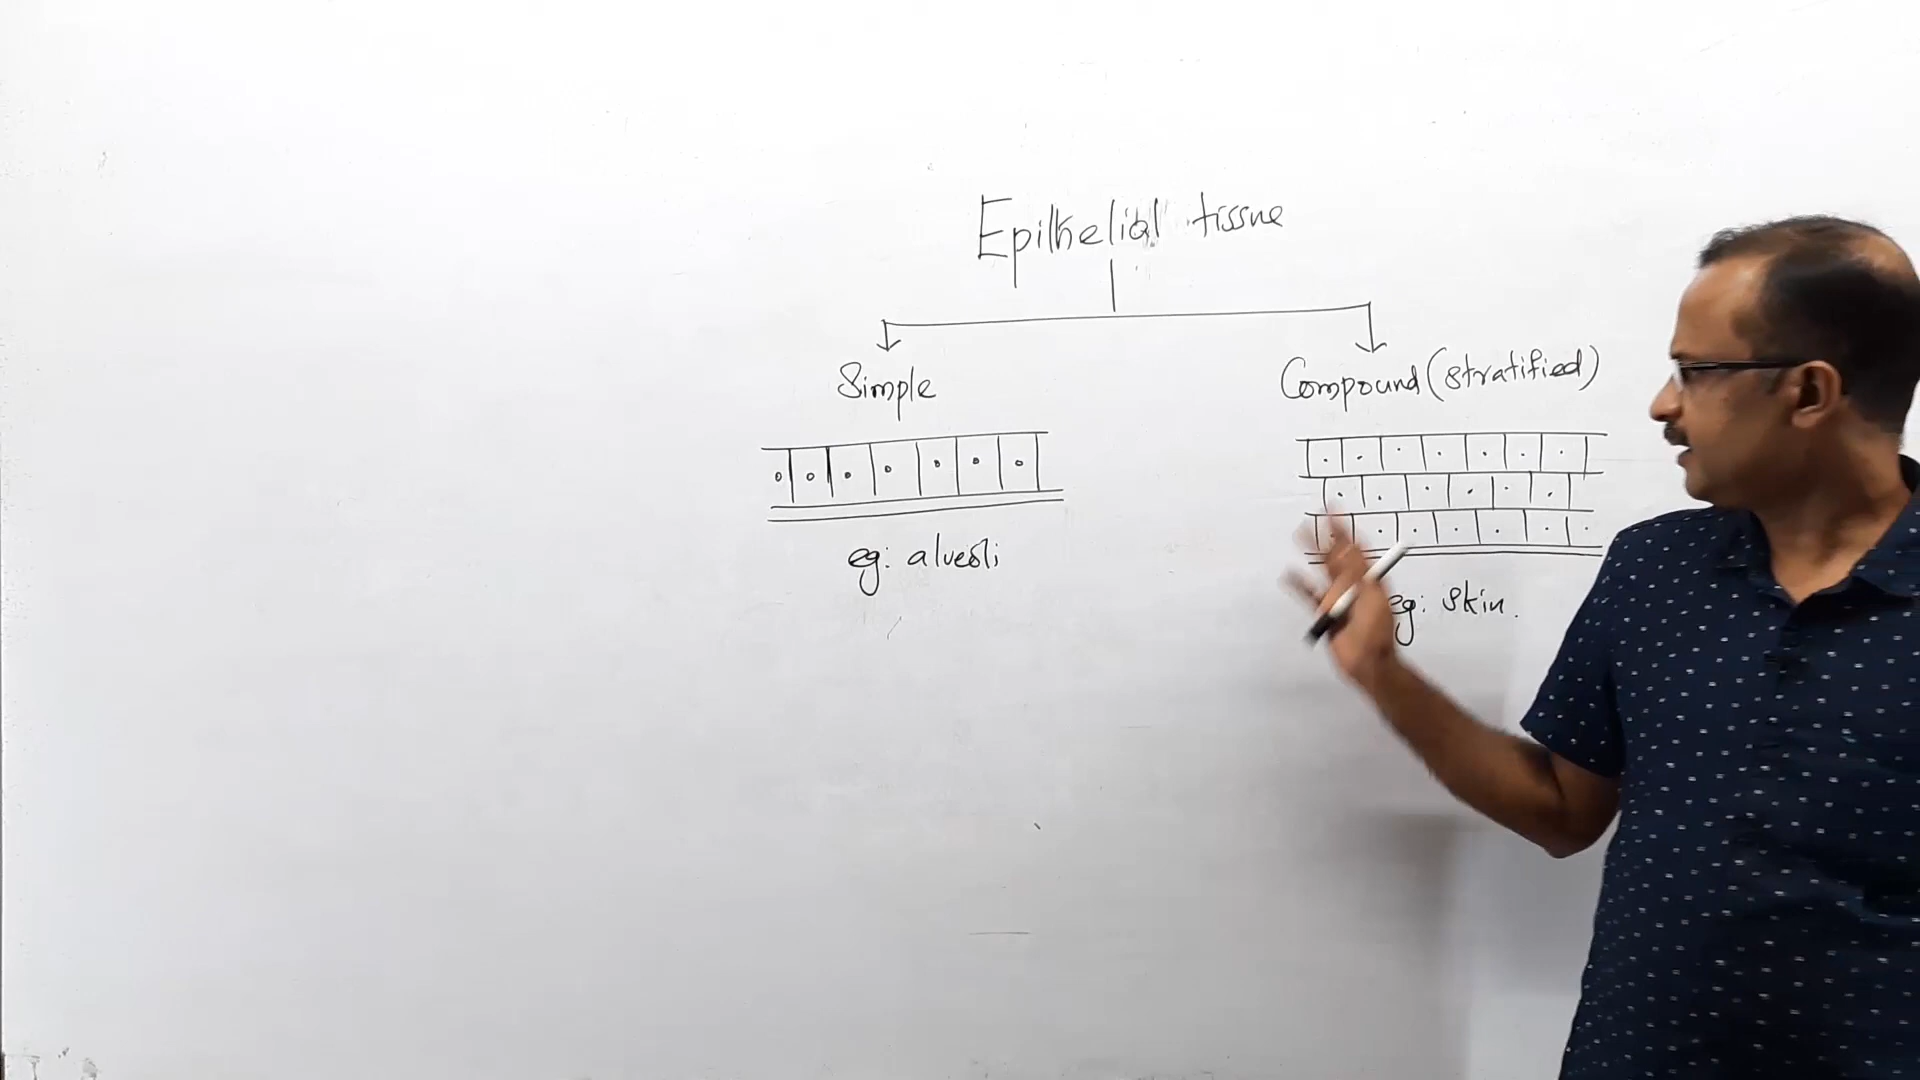 Epithelial tissue
Simple
Compound (stratified)
eg: alveoli
eg: skin.